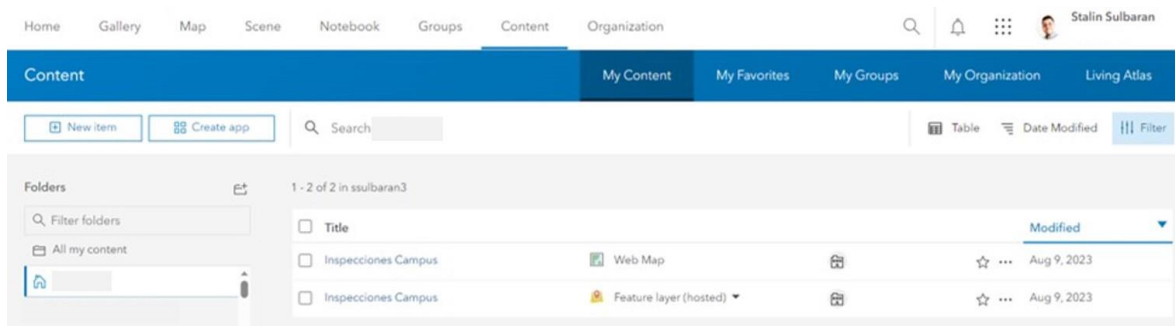 Home Gallery Map Scene Notebook Groups Content Organization Stalin Sulbaran
Content My Content My Favorites My Groups My Organization Living Atlas
New item Create app Search Table Date Modified Filter
Folders 1 - 2 of 2 in ssulbaran3
Filter folders Title Modified
All my content Inspecciones Campus Web Map Aug 9, 2023
Inspecciones Campus Feature layer (hosted) Aug 9, 2023